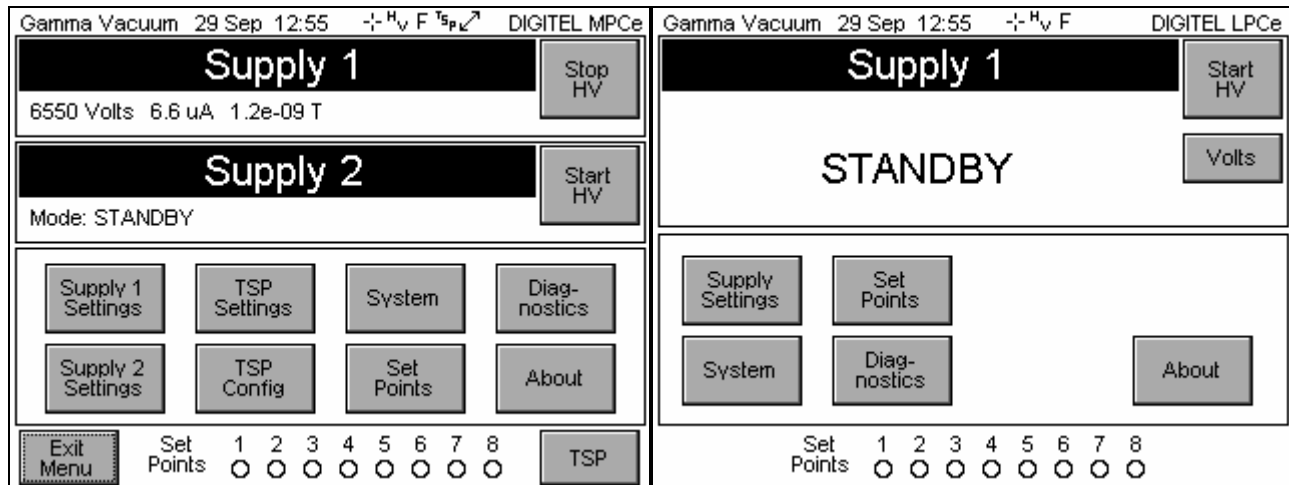 Gamma Vacuum 29 Sep 12:55 -¦- Hv F TSP DIGITEL MPCe
Supply 1
Stop
HV
6550 Volts 6.6 uA 1.2e-09 T
Supply 2
Start
HV
Mode: STANDBY
Supply 1
Settings
TSP
Settings
System
Diag-
nostics
Supply 2
Settings
TSP
Config
Set
Points
About
Exit
Menu
Set
Points
1 2 3 4 5 6 7 8
TSP
Gamma Vacuum 29 Sep 12:55 -¦- Hv F DIGITEL LPCe
Supply 1
Start
HV
STANDBY
Volts
Supply
Settings
Set
Points
System
Diag-
nostics
About
Set
Points
1 2 3 4 5 6 7 8